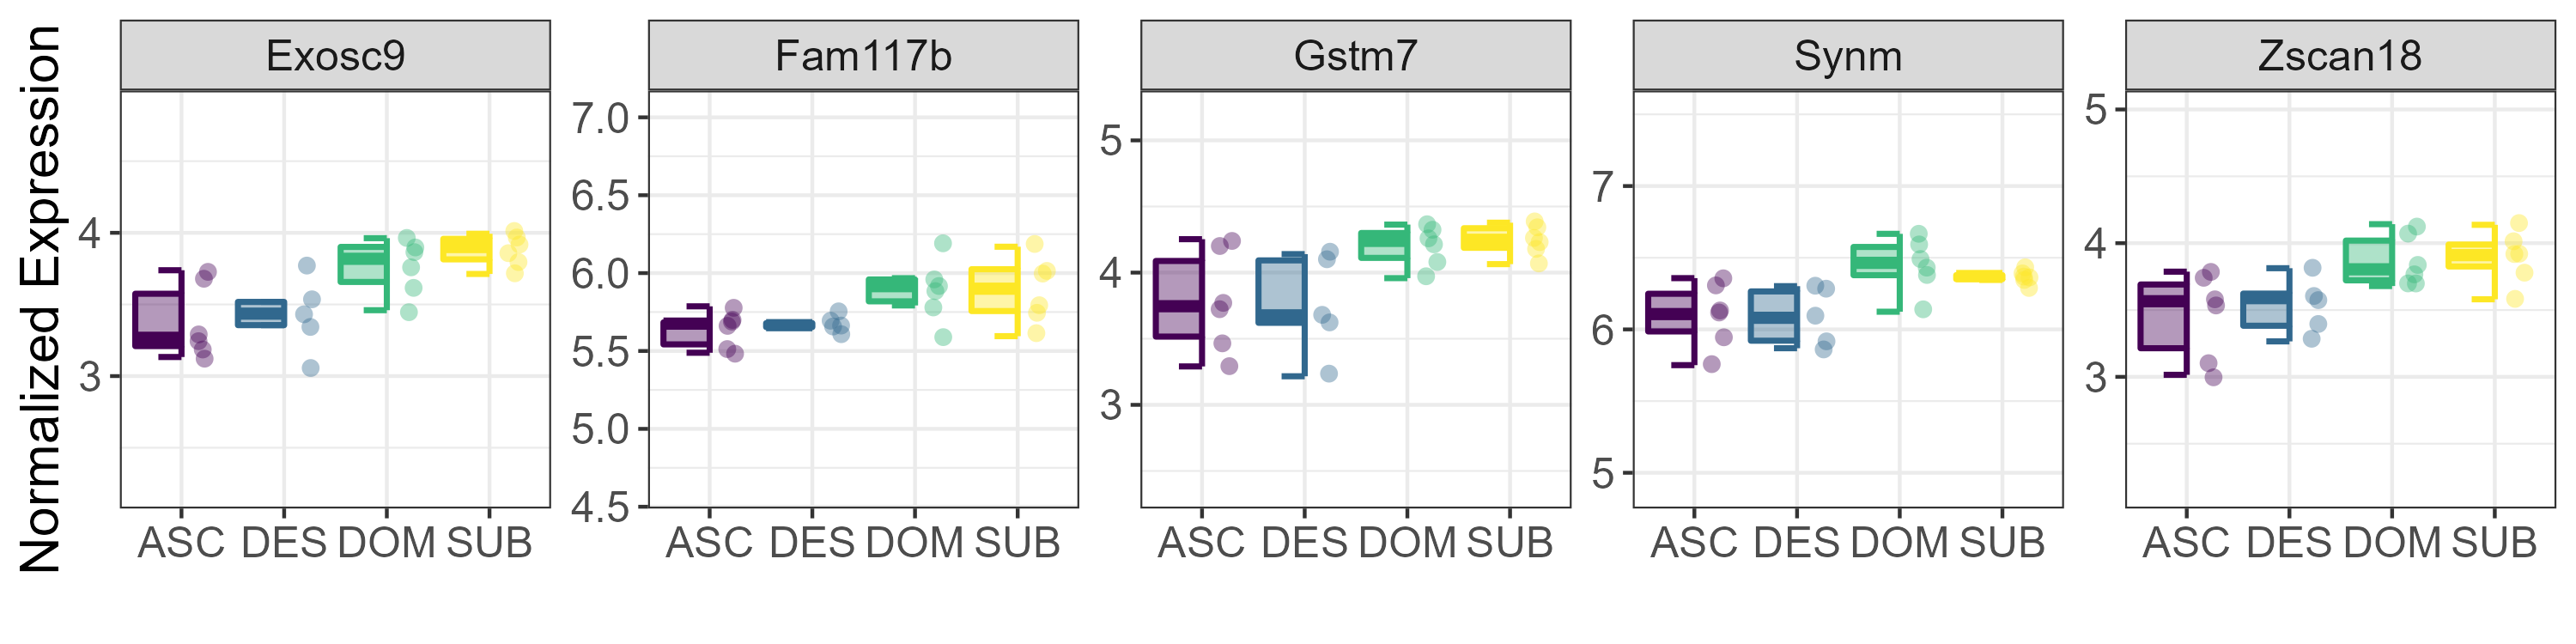 Normalized Expression
Exosc9
4
3
ASC DES DOM SUB
Fam117b
7.0
6.5
6.0
5.5
5.0
4.5
ASC DES DOM SUB
Gstm7
5
4
3
ASC DES DOM SUB
Synm
7
6
5
ASC DES DOM SUB
Zscan18
5
4
3
ASC DES DOM SUB